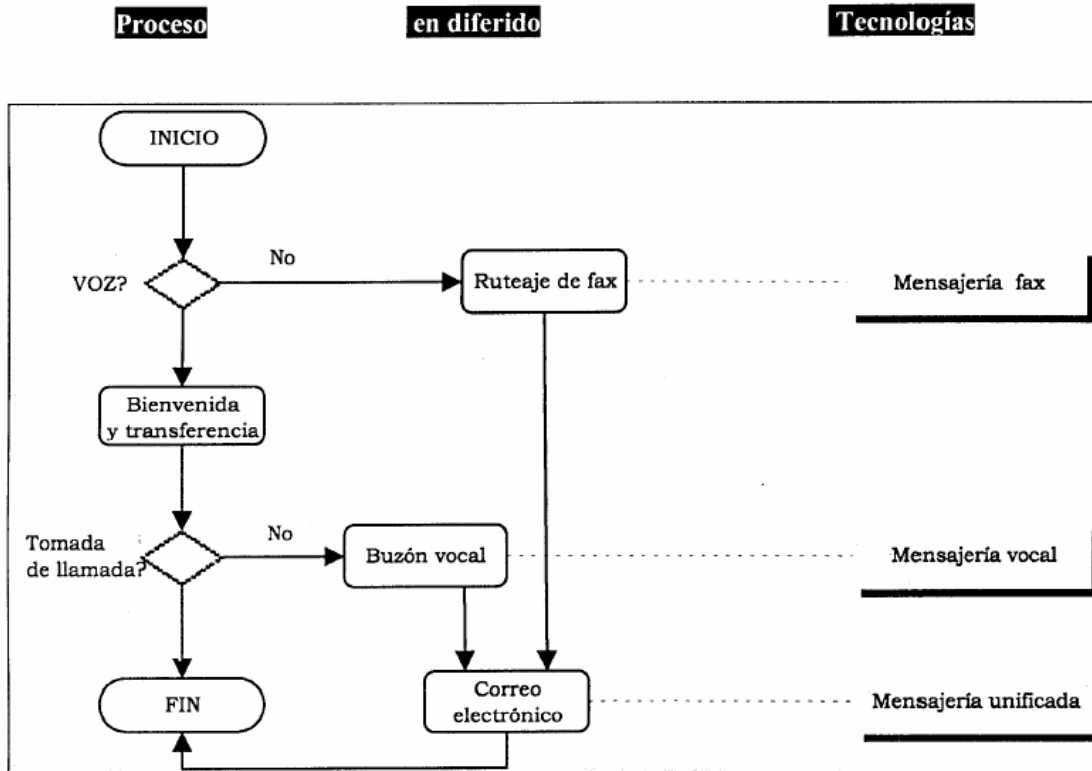 Proceso en diferido Tecnologías
INICIO
No
VOZ?
Ruteaje de fax
Mensajería fax
Bienvenida
y transferencia
Tomada
de llamada?
No
Buzón vocal
Mensajería vocal
FIN
Correo
electrónico
Mensajería unificada